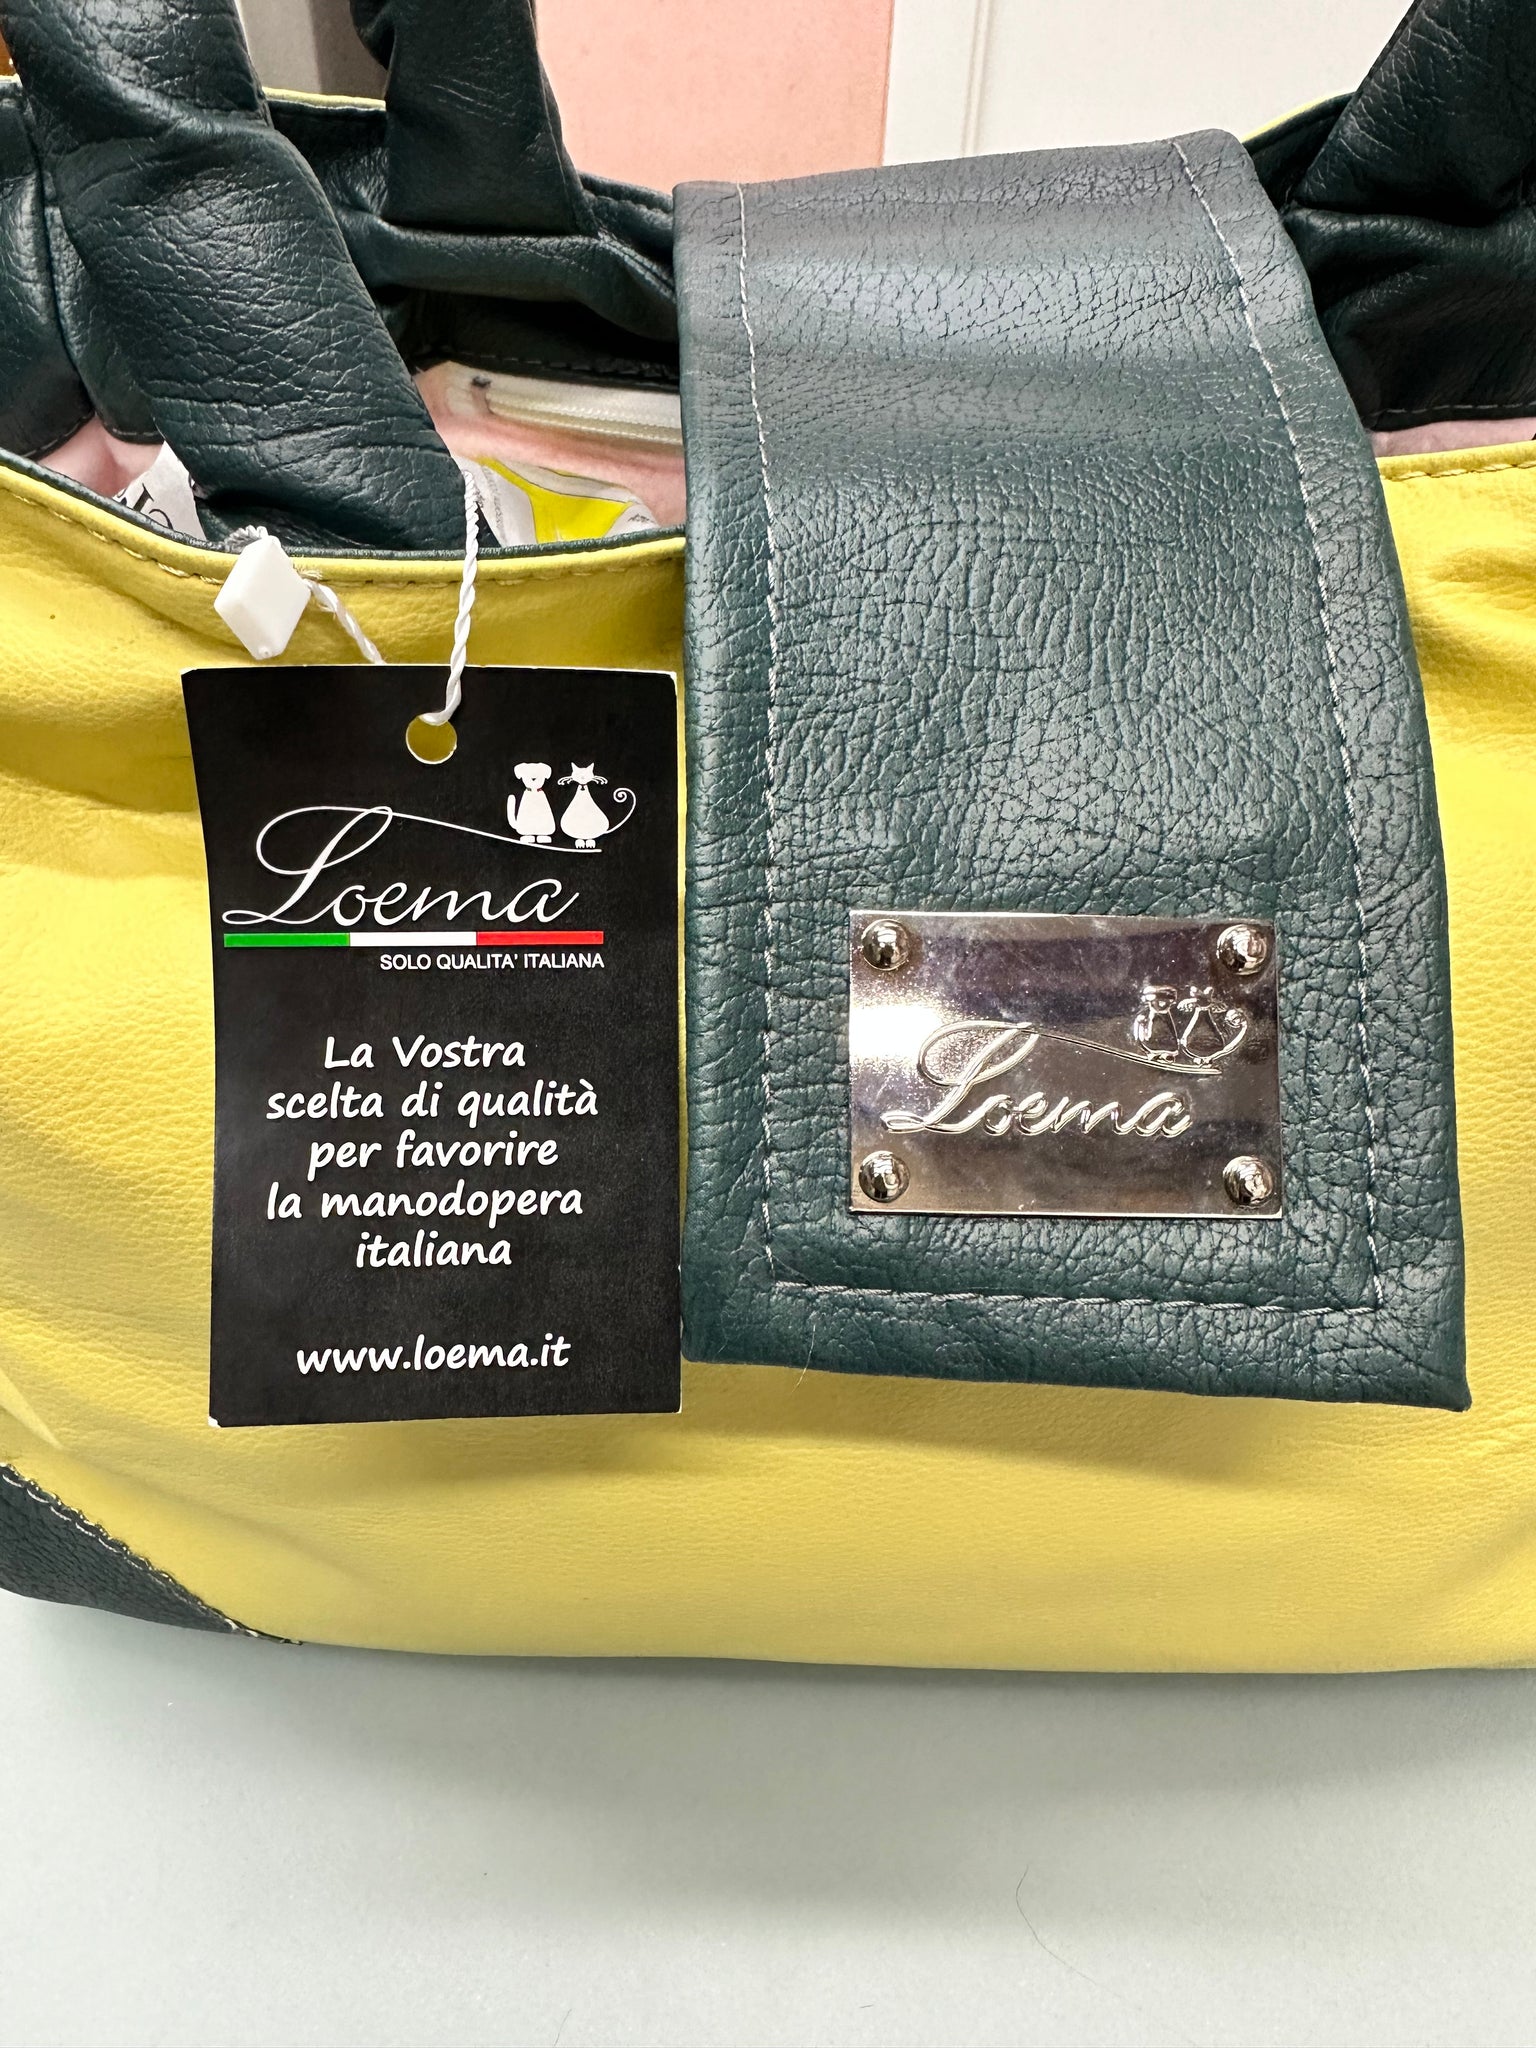 Loema
SOLO QUALITA' ITALIANA
La Vostra
scelta di qualità
per favorire
la manodopera
italiana
www.loema.it
Loema